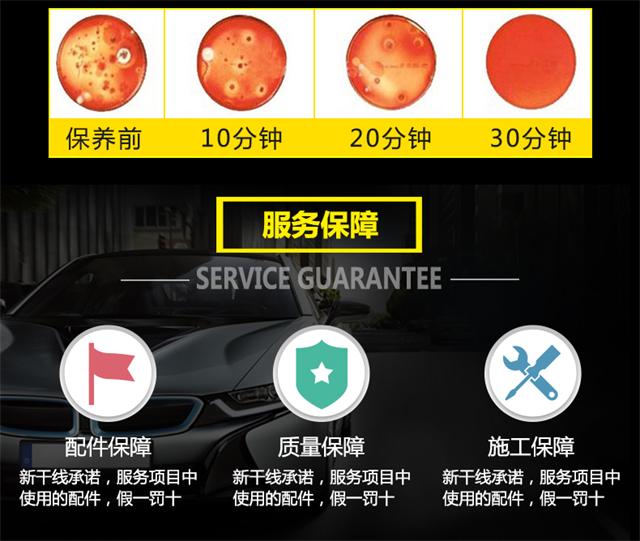 保养前 10分钟 20分钟 30分钟
服务保障
SERVICE GUARANTEE
配件保障 质量保障 施工保障
新干线承诺，服务项目中 新干线承诺，服务项目中 新干线承诺，服务项目中
使用的配件，假一罚十 使用的配件，假一罚十 使用的配件，假一罚十